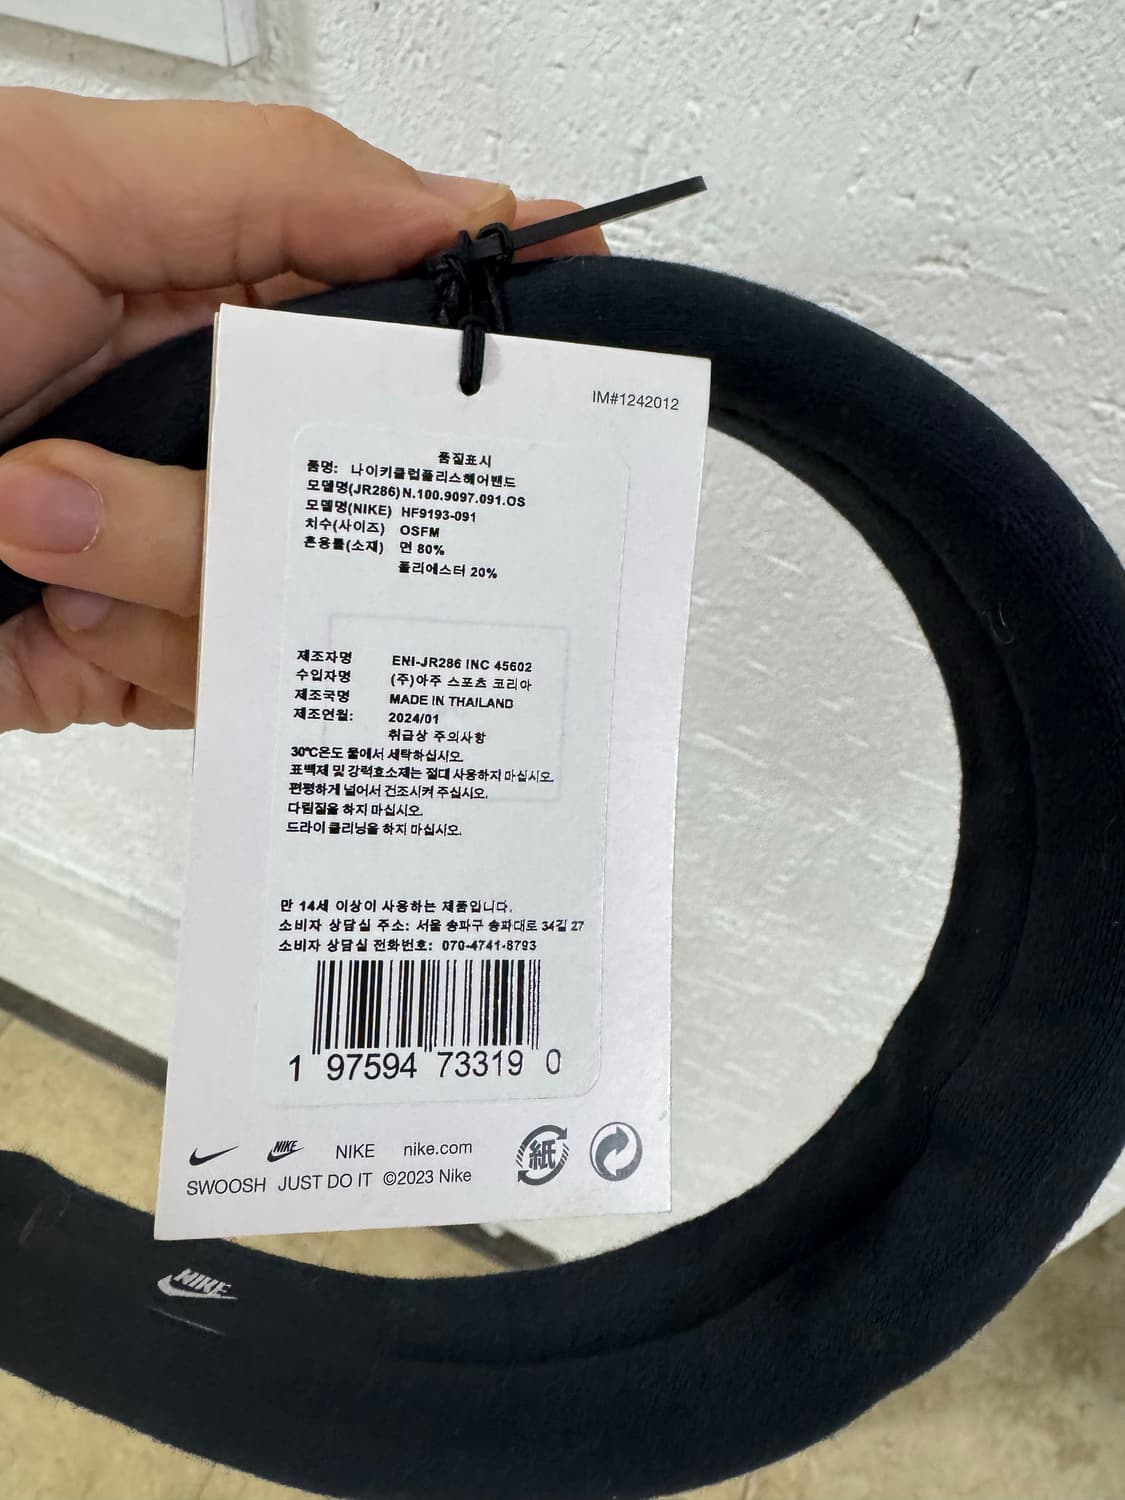 IM#1242012
품질표시
품명: 나이키클럽플리스헤어밴드
모델명(JR286) N.100.9097.091.OS
모델명(NIKE) HF9193-091
치수(사이즈) OSFM
혼용률(소재) 면 80%
폴리에스터 20%
제조자명 ENI-JR286 INC 45602
수입자명 (주)아주 스포츠 코리아
제조국명 MADE IN THAILAND
제조연월: 2024/01
취급상 주의사항
30℃온도 물에서 세탁하십시오.
표백제 및 강력효소제는 절대 사용하지 마십시오.
편평하게 널어서 건조시켜 주십시오.
다림질을 하지 마십시오.
드라이 클리닝을 하지 마십시오.
만 14세 이상이 사용하는 제품입니다.
소비자 상담실 주소: 서울 송파구 송파대로 34길 27
소비자 상담실 전화번호: 070-4741-8793
1 97594 73319 0
NIKE NIKE nike.com
紙
SWOOSH JUST DO IT ©2023 Nike
NIKE